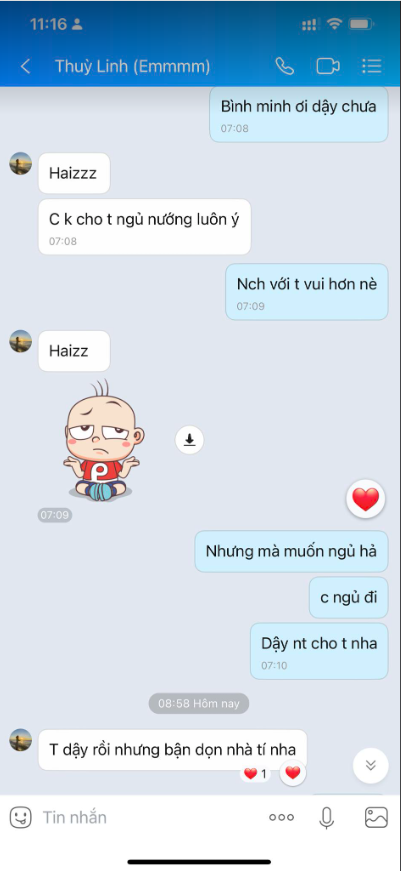 11:16
Thuỳ Linh (Emmmm)
Bình minh ơi dậy chưa
07:08
Haizzz
C k cho t ngủ nướng luôn ý
07:08
Nch với t vui hơn nè
07:09
Haizz
P
07:09
Nhưng mà muốn ngủ hả
c ngủ đi
Dậy nt cho t nha
07:10
08:58 Hôm nay
T dậy rồi nhưng bận dọn nhà tí nha
1
Tin nhắn